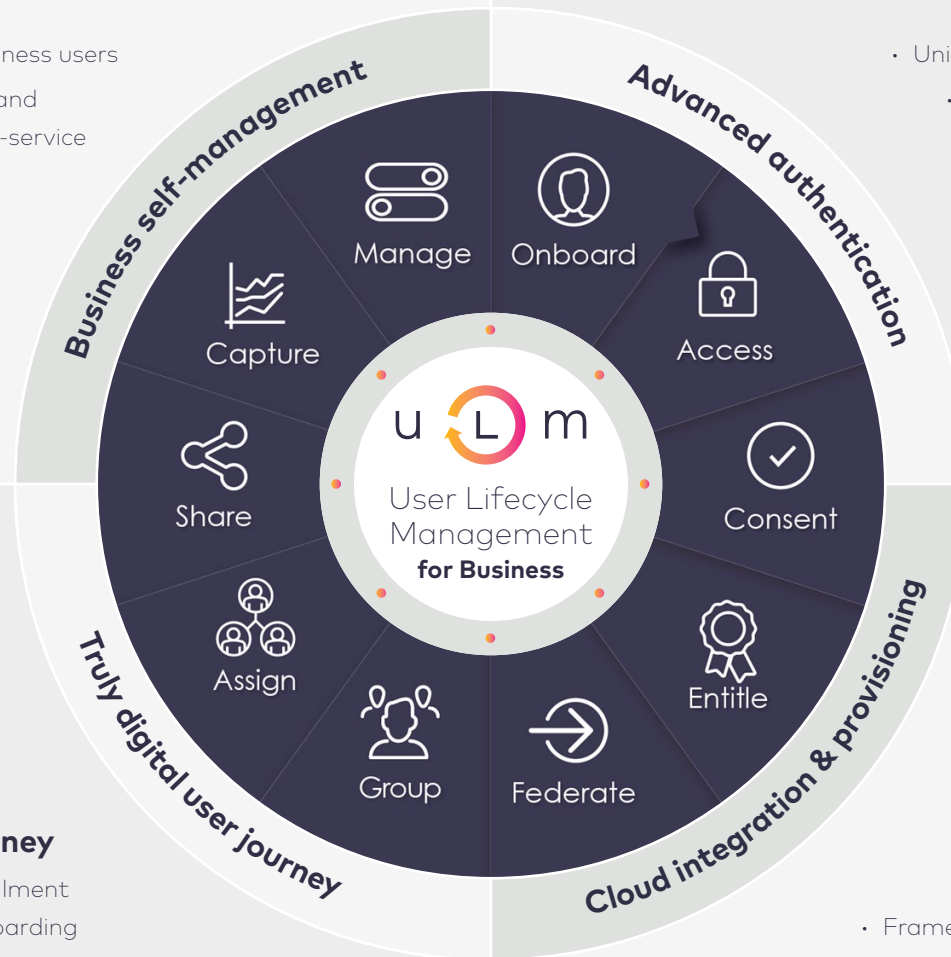 ness users
and
-service
Uni
Business self-management
Advanced authentication
Manage
Onboard
Capture
Access
Share
Consent
Assign
Entitle
Group
Federate
u L m
User Lifecycle
Management
for Business
Truly digital user journey
Cloud integration & provisioning
ney
lment
oarding
Frame